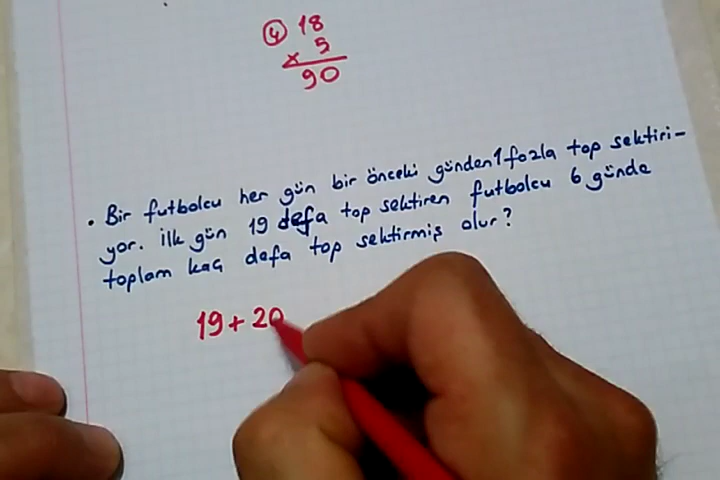 ④ 18
× 5
90
• Bir futbolcu her gün bir önceki günden 1 fazla top sektiri-
yor. İlk gün 19 defa top sektiren futbolcu 6 günde
toplam kaç defa top sektirmiş olur?
19 + 20